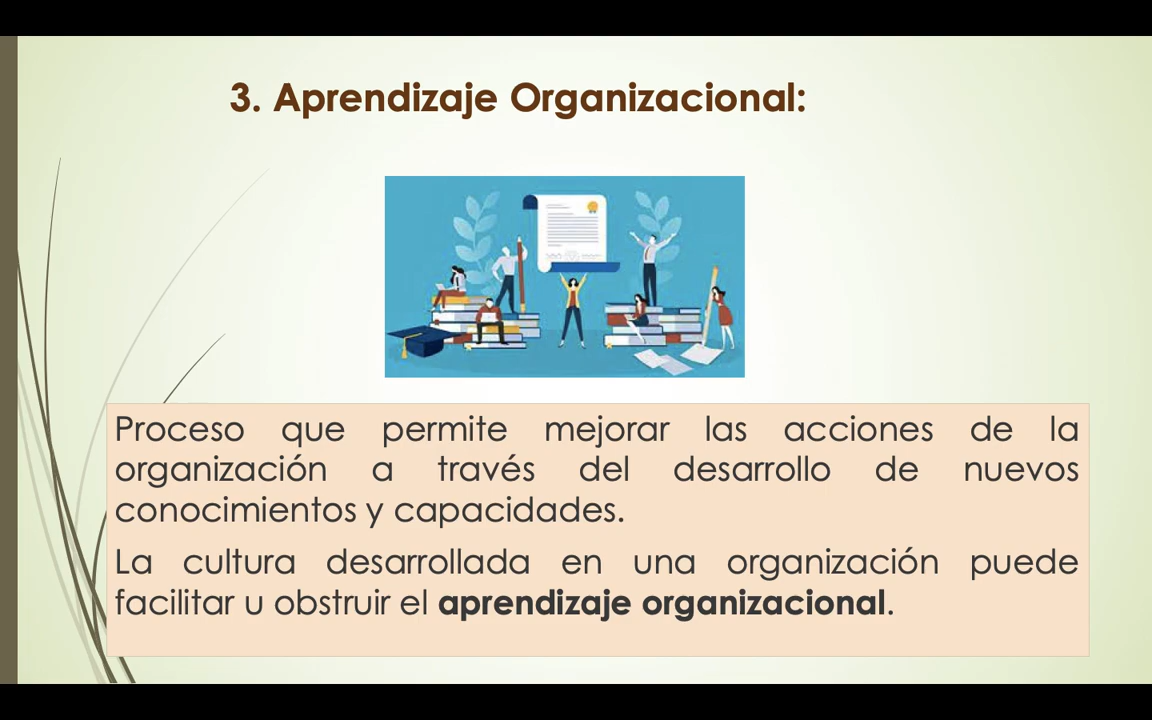 3. Aprendizaje Organizacional:
Proceso que permite mejorar las acciones de la
organización a través del desarrollo de nuevos
conocimientos y capacidades.
La cultura desarrollada en una organización puede
facilitar u obstruir el aprendizaje organizacional.